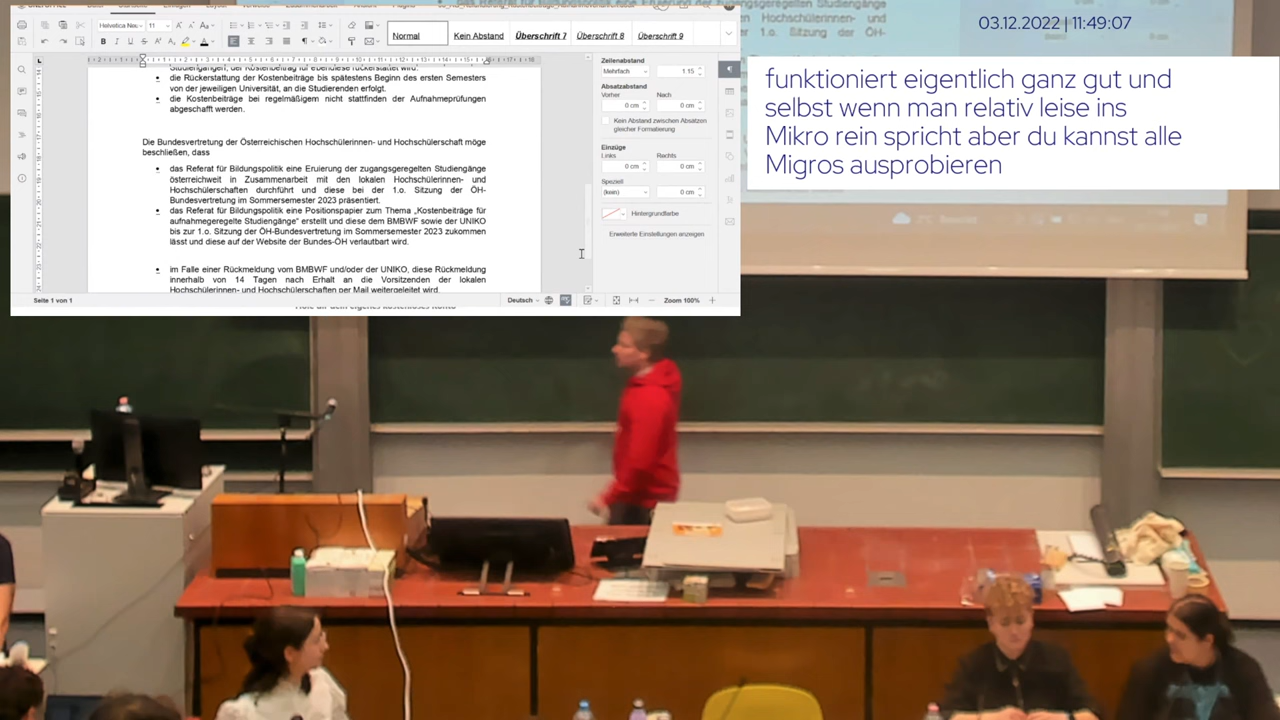 Helvetica Neu
11
Normal
Kein Abstand
Überschrift 7
Überschrift 8
Überschrift 9
die Rückerstattung der Kostenbeiträge bis spätestens Beginn des ersten Semesters
von der jeweiligen Universität, an die Studierenden erfolgt.
die Kostenbeiträge bei regelmäßigem nicht stattfinden der Aufnahmeprüfungen
abgeschafft werden.
Die Bundesvertretung der Österreichischen Hochschülerinnen- und Hochschülerschaft möge
beschließen, dass
das Referat für Bildungspolitik eine Eruierung der zugangsgeregelten Studiengänge
österreichweit in Zusammenarbeit mit den lokalen Hochschülerinnen- und
Hochschülerschaften durchführt und diese bei der 1.o. Sitzung der ÖH-
Bundesvertretung im Sommersemester 2023 präsentiert.
das Referat für Bildungspolitik eine Positionspapier zum Thema „Kostenbeiträge für
aufnahmegeregelte Studiengänge“ erstellt und diese dem BMBWF sowie der UNIKO
bis zur 1.o. Sitzung der ÖH-Bundesvertretung im Sommersemester 2023 zukommen
lässt und diese auf der Website der Bundes-ÖH verlautbart wird.
im Falle einer Rückmeldung vom BMBWF und/oder der UNIKO, diese Rückmeldung
innerhalb von 14 Tagen nach Erhalt an die Vorsitzenden der lokalen
Hochschülerinnen- und Hochschülerschaften per Mail weitergeleitet wird.
Zeilenabstand
Mehrfach
1 15
Absatzabstand
Vorher
Nach
0 cm
0 cm
Kein Abstand zwischen Absätzen
gleicher Formatierung
Einzüge
Links
Rechts
0 cm
0 cm
Speziell
(kein)
0 cm
Hintergrundfarbe
Erweiterte Einstellungen anzeigen
Seite 1 von 1
Deutsch
Zoom 100%
03.12.2022 | 11:49:07
funktioniert eigentlich ganz gut und
selbst wenn man relativ leise ins
Mikro rein spricht aber du kannst alle
Migros ausprobieren